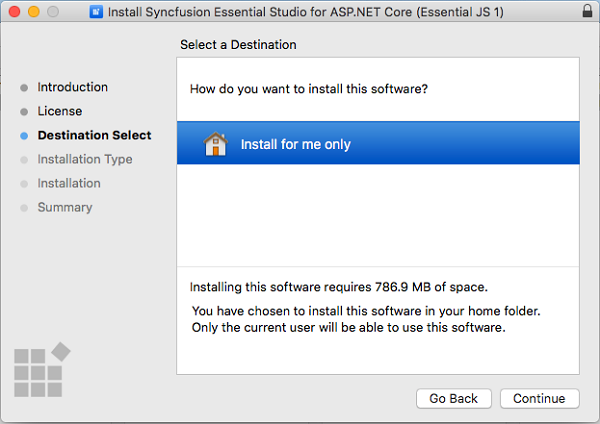 Install Syncfusion Essential Studio for ASP.NET Core (Essential JS 1)
Select a Destination
Introduction
License
Destination Select
Installation Type
Installation
Summary
How do you want to install this software?
Install for me only
Installing this software requires 786.9 MB of space.
You have chosen to install this software in your home folder.
Only the current user will be able to use this software.
Go Back
Continue